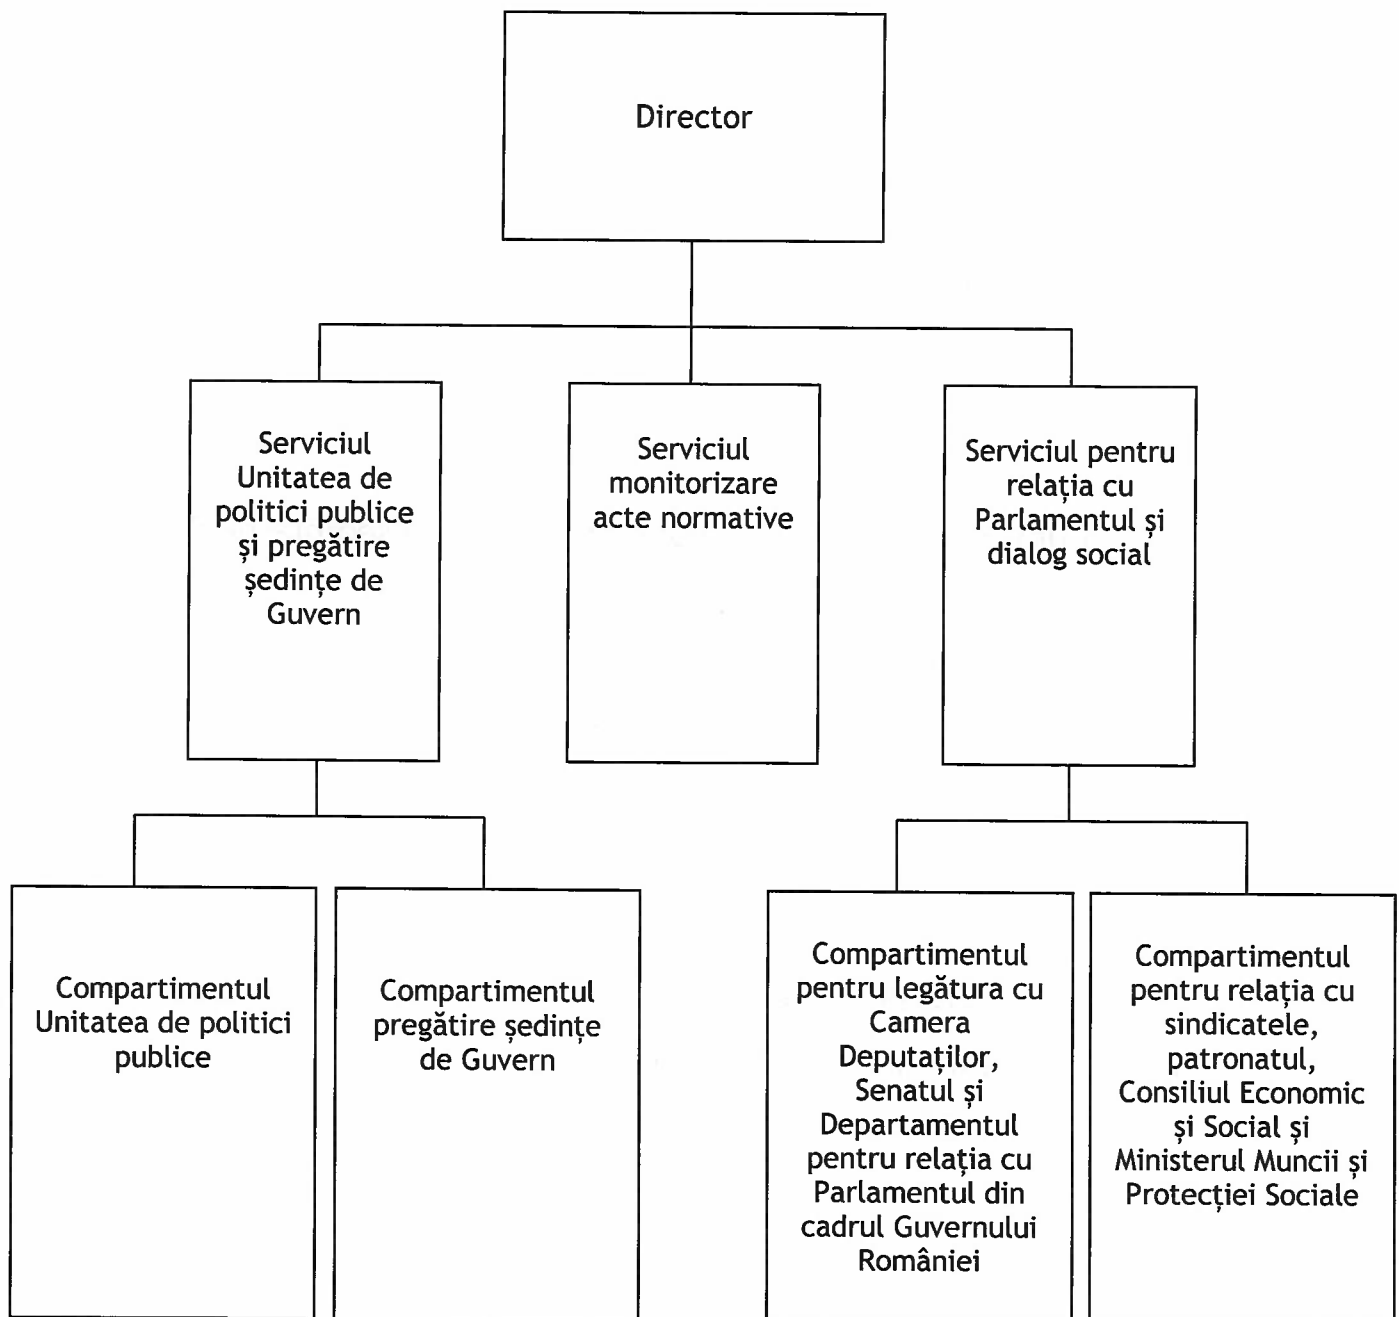 Director
Serviciul
Unitatea de
politici publice
și pregătire
ședințe de
Guvern
Serviciul
monitorizare
acte normative
Serviciul pentru
relația cu
Parlamentul și
dialog social
Compartimentul
Unitatea de politici
publice
Compartimentul
pregătire ședințe
de Guvern
Compartimentul
pentru legătura cu
Camera
Deputaților,
Senatul și
Departamentul
pentru relația cu
Parlamentul din
cadrul Guvernului
României
Compartimentul
pentru relația cu
sindicatele,
patronatul,
Consiliul Economic
și Social și
Ministerul Muncii și
Protecției Sociale